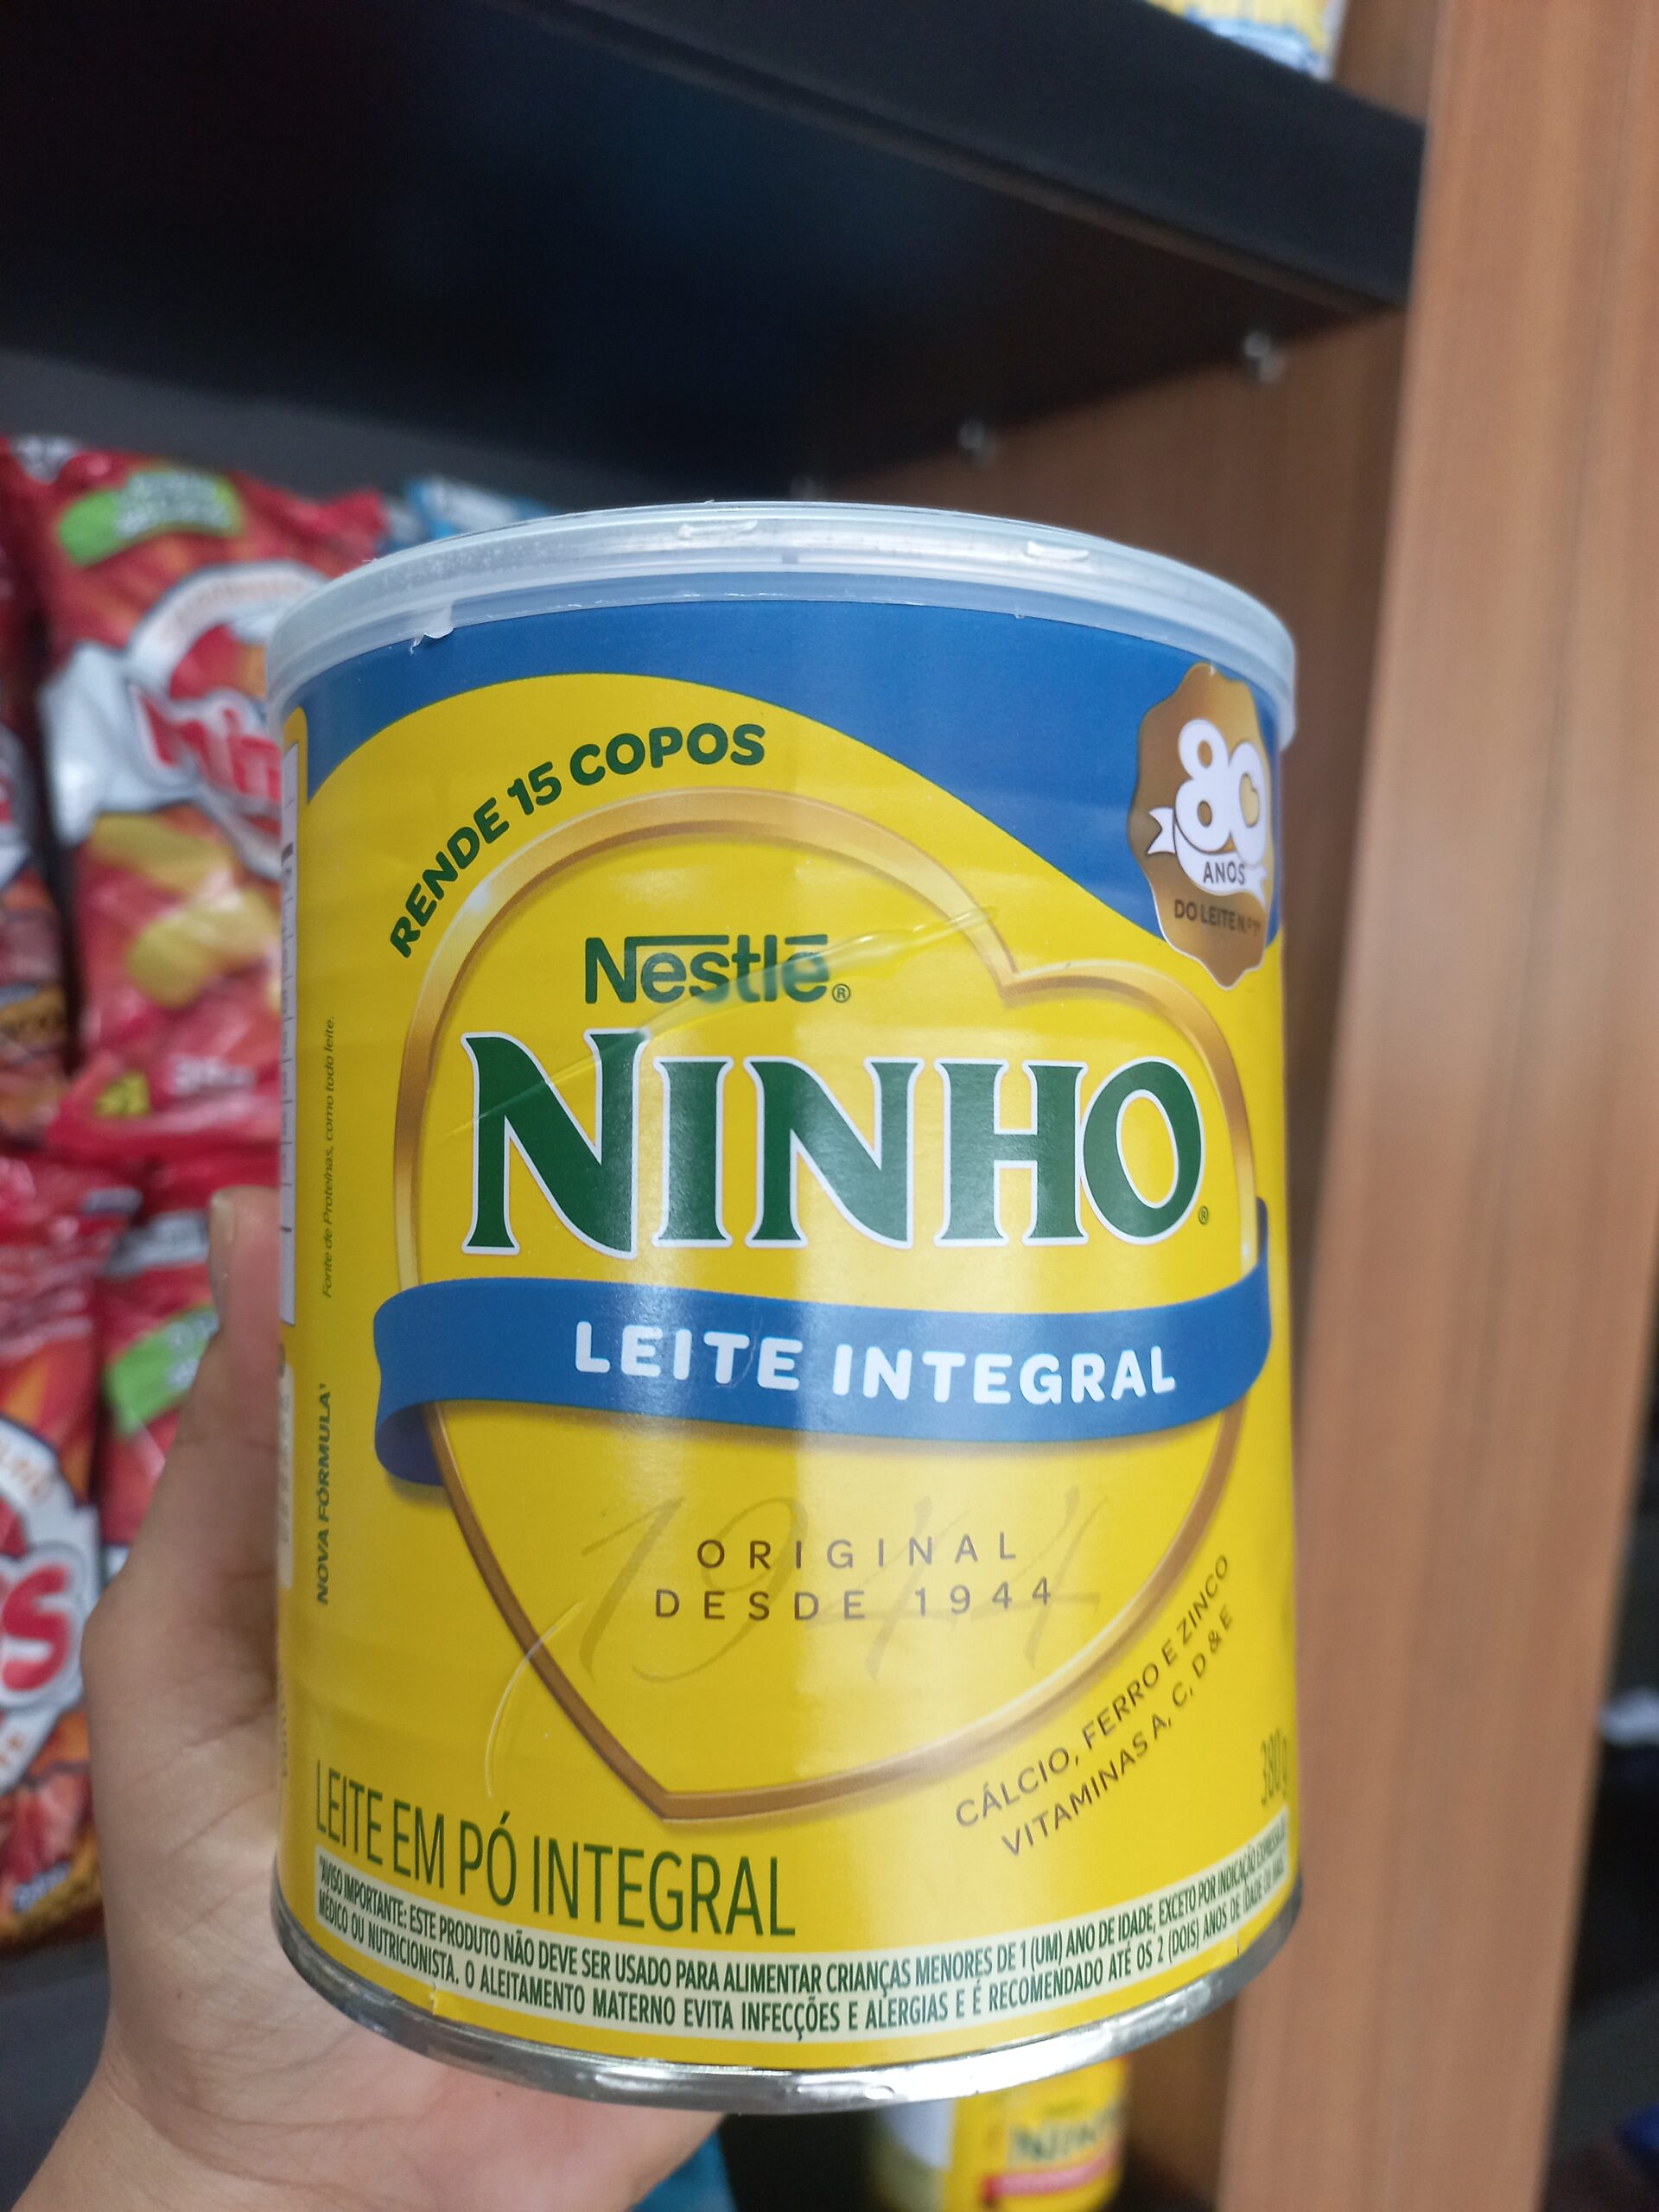 RENDE 15 COPOS
80
ANOS
DO LEITE N.º 1
Nestlé®
NINHO®
LEITE INTEGRAL
1944
ORIGINAL
DESDE 1944
Fonte de Proteínas, como todo leite.
NOVA FÓRMULA¹
CÁLCIO, FERRO E ZINCO
VITAMINAS A, C, D & E
380g
LEITE EM PÓ INTEGRAL
"AVISO IMPORTANTE: ESTE PRODUTO NÃO DEVE SER USADO PARA ALIMENTAR CRIANÇAS MENORES DE 1 (UM) ANO DE IDADE, EXCETO POR INDICAÇÃO EXPRESSA DE
MÉDICO OU NUTRICIONISTA. O ALEITAMENTO MATERNO EVITA INFECÇÕES E ALERGIAS E É RECOMENDADO ATÉ OS 2 (DOIS) ANOS DE IDADE OU MAIS.
NINHO